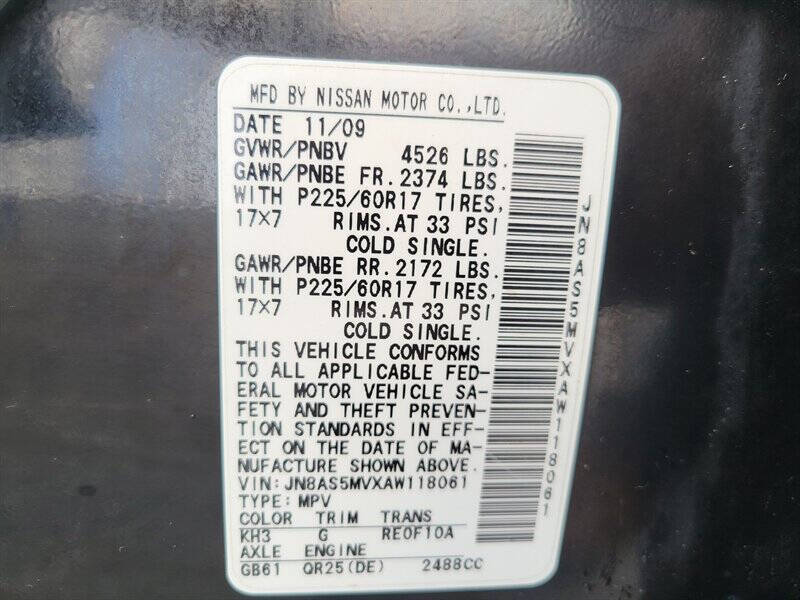 MFD BY NISSAN MOTOR CO.,LTD.
DATE 11/09
GVWR/PNBV 4526 LBS.
GAWR/PNBE FR. 2374 LBS.
WITH P225/60R17 TIRES,
17X7 RIMS.AT 33 PSI
COLD SINGLE.
GAWR/PNBE RR. 2172 LBS.
WITH P225/60R17 TIRES,
17X7 RIMS.AT 33 PSI
COLD SINGLE.
THIS VEHICLE CONFORMS
TO ALL APPLICABLE FED-
ERAL MOTOR VEHICLE SA-
FETY AND THEFT PREVEN-
TION STANDARDS IN EFF-
ECT ON THE DATE OF MA-
NUFACTURE SHOWN ABOVE.
VIN:JN8AS5MVXAW118061
TYPE:MPV
COLOR TRIM TRANS
KH3 G RE0F10A
AXLE ENGINE
GB61 QR25(DE) 2488CC
JN8AS5MVXAW118061